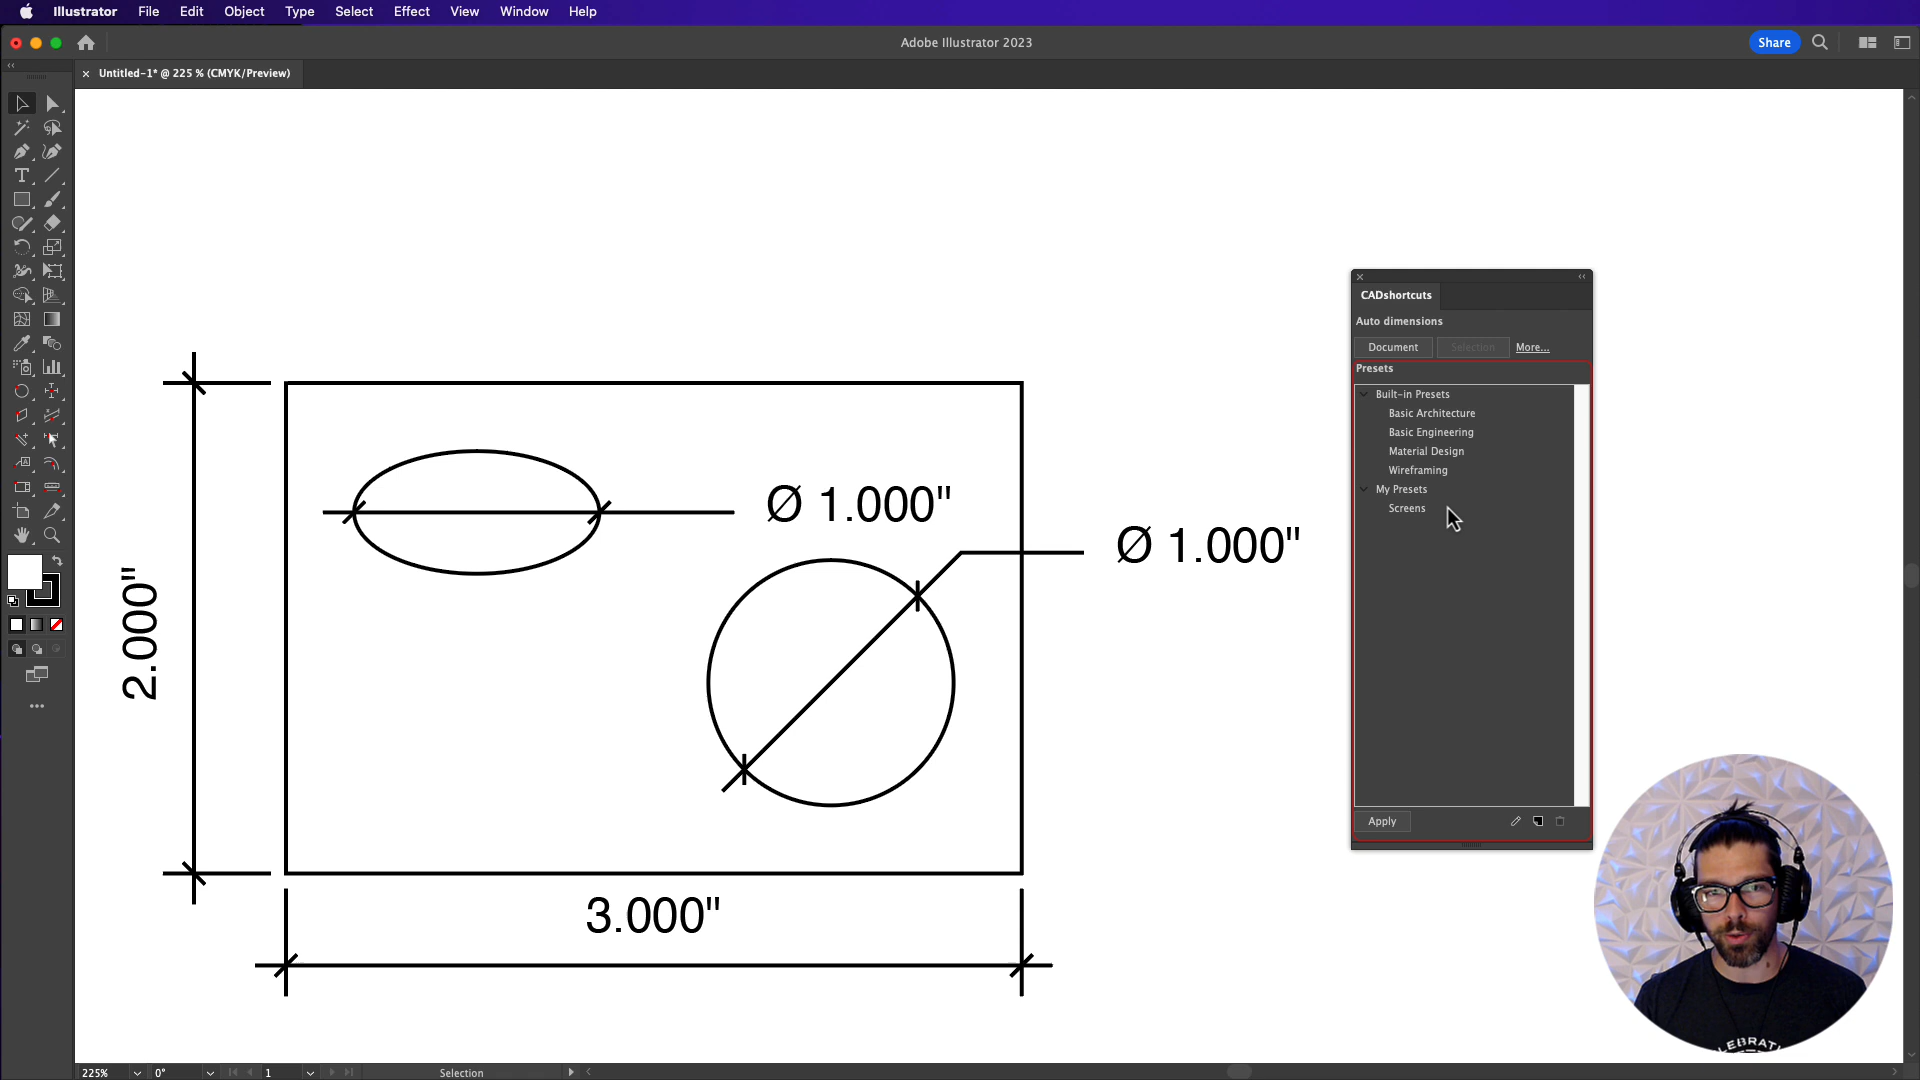 Illustrator File Edit Object Type Select Effect View Window Help
Adobe Illustrator 2023
Share
Untitled-1* @ 225 % (CMYK/Preview)
CADshortcuts
Auto dimensions
Document Selection More...
Presets
Built-in Presets
Basic Architecture
Basic Engineering
Material Design
Wireframing
My Presets
Screens
Apply
Ø 1.000"
Ø 1.000"
2.000"
3.000"
LEBRATI
225% 0° 1 Selection